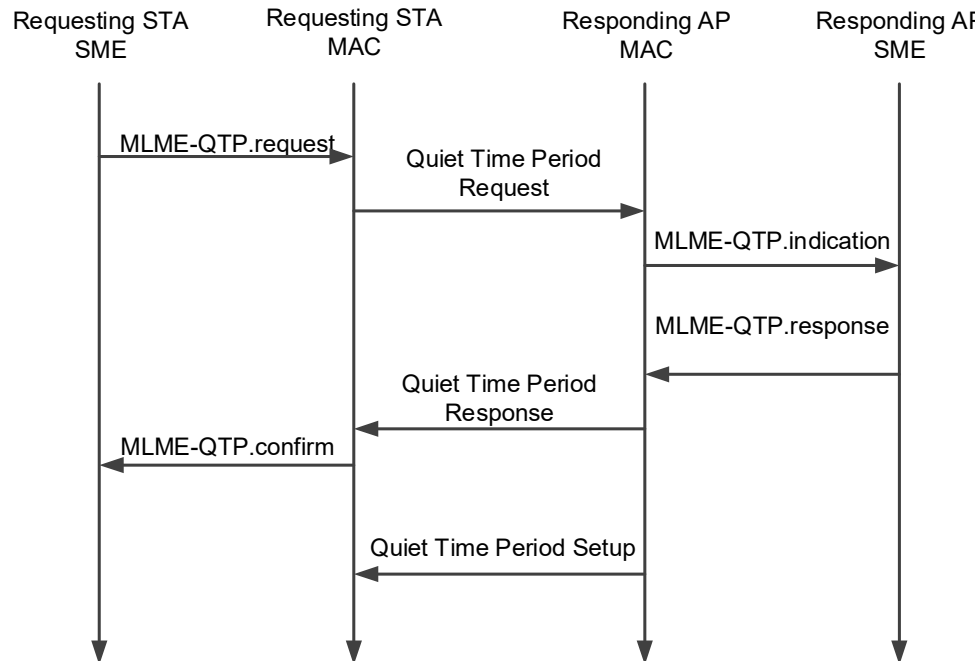 Requesting STA
SME
Requesting STA
MAC
Responding AP
MAC
Responding AP
SME
MLME-QTP.request
Quiet Time Period
Request
MLME-QTP.indication
MLME-QTP.response
Quiet Time Period
Response
MLME-QTP.confirm
Quiet Time Period Setup